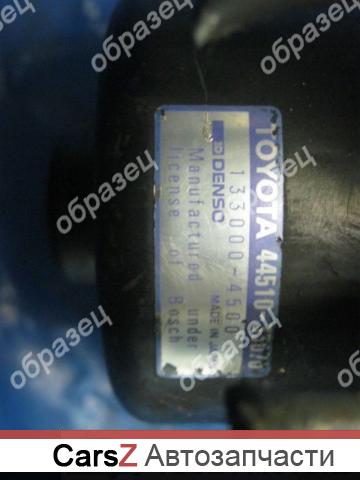 TOYOTA 44510-
133000-4500
DENSO MADE IN JAPAN
Manufactured under
license of Bosch
образец
образец
образец
образец
образец
образец
CarsZ Автозапчасти